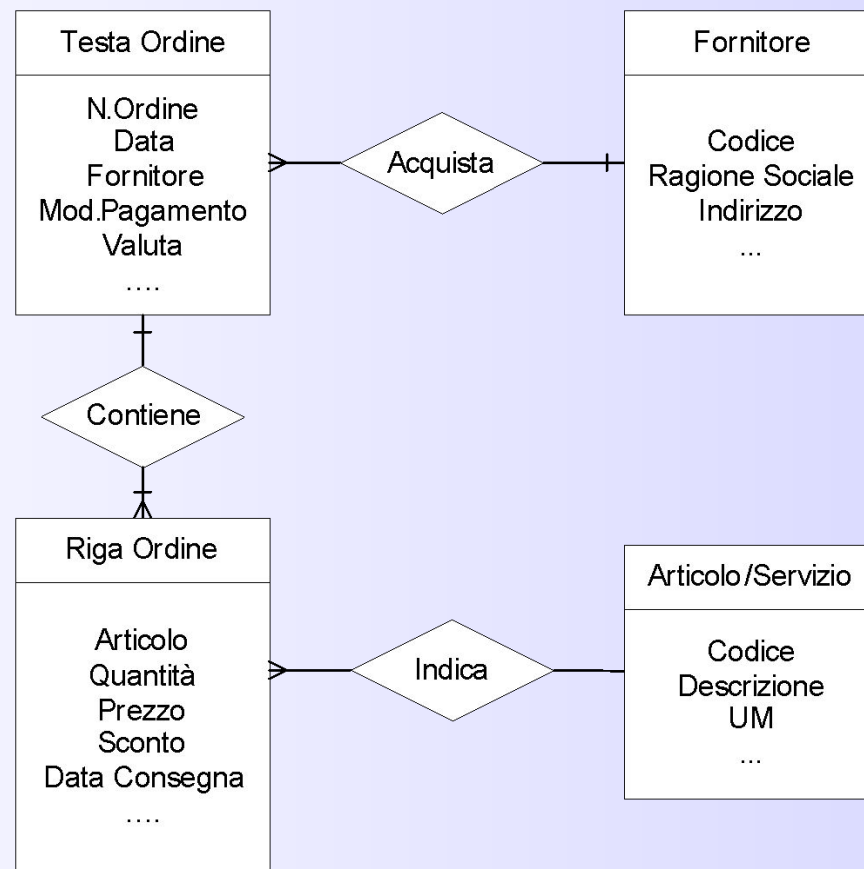 Testa Ordine
N.Ordine
Data
Fornitore
Mod.Pagamento
Valuta
....
Acquista
Fornitore
Codice
Ragione Sociale
Indirizzo
...
Contiene
Riga Ordine
Articolo
Quantità
Prezzo
Sconto
Data Consegna
....
Indica
Articolo/Servizio
Codice
Descrizione
UM
...